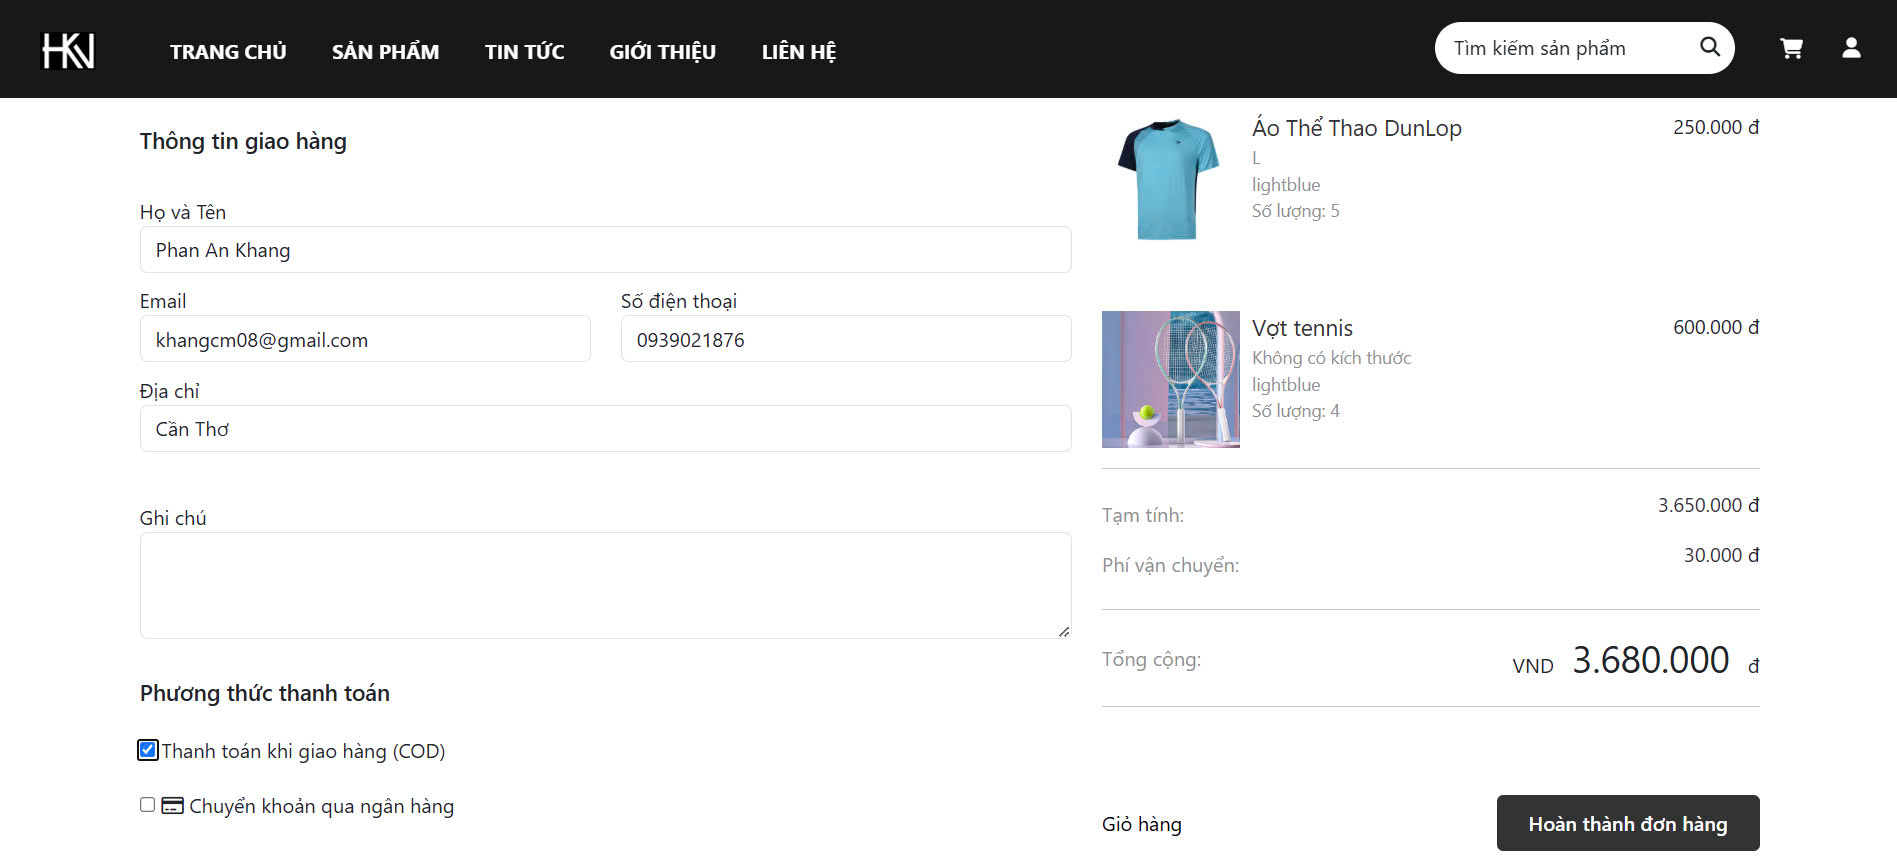 HKN
TRANG CHỦ
SẢN PHẨM
TIN TỨC
GIỚI THIỆU
LIÊN HỆ
Tìm kiếm sản phẩm
Thông tin giao hàng
Họ và Tên
Phan An Khang
Email
Số điện thoại
khangcm08@gmail.com
0939021876
Địa chỉ
Cần Thơ
Ghi chú
Phương thức thanh toán
Thanh toán khi giao hàng (COD)
Chuyển khoản qua ngân hàng
Áo Thể Thao DunLop
250.000 đ
L
lightblue
Số lượng: 5
Vợt tennis
600.000 đ
Không có kích thước
lightblue
Số lượng: 4
Tạm tính:
3.650.000 đ
Phí vận chuyển:
30.000 đ
Tổng cộng:
VND 3.680.000 đ
Giỏ hàng
Hoàn thành đơn hàng